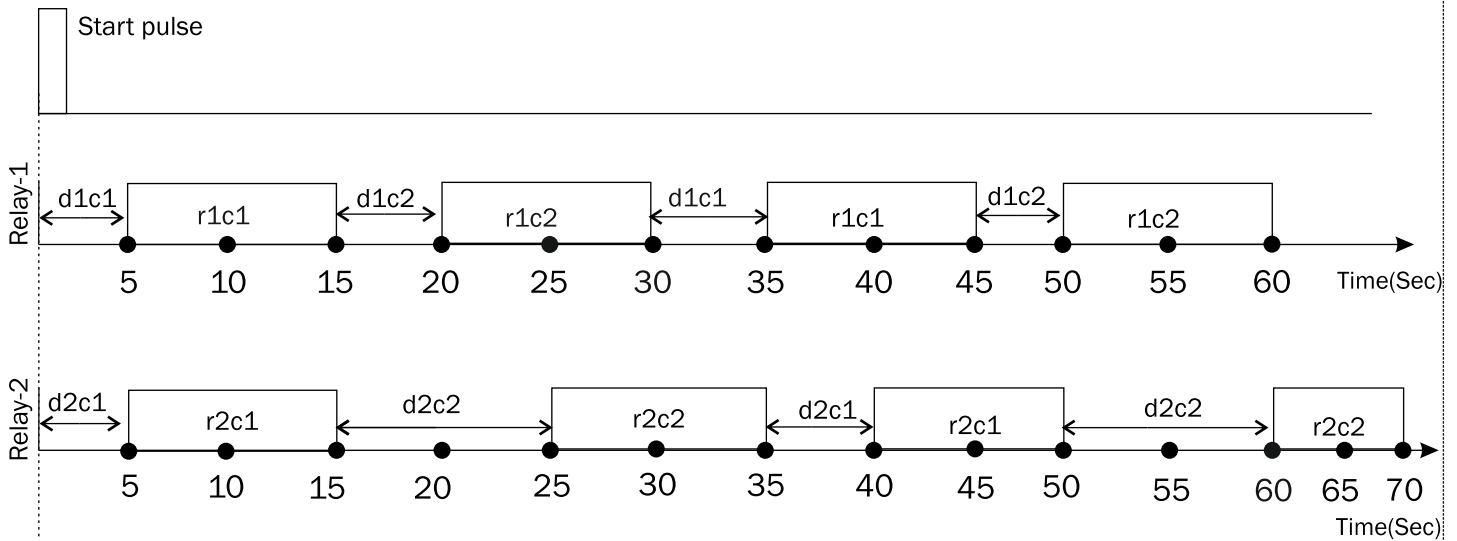 Start pulse
Relay-1
d1c1 r1c1 d1c2 r1c2 d1c1 r1c1 d1c2 r1c2
5 10 15 20 25 30 35 40 45 50 55 60 Time(Sec)
Relay-2
d2c1 r2c1 d2c2 r2c2 d2c1 r2c1 d2c2 r2c2
5 10 15 20 25 30 35 40 45 50 55 60 65 70
Time(Sec)